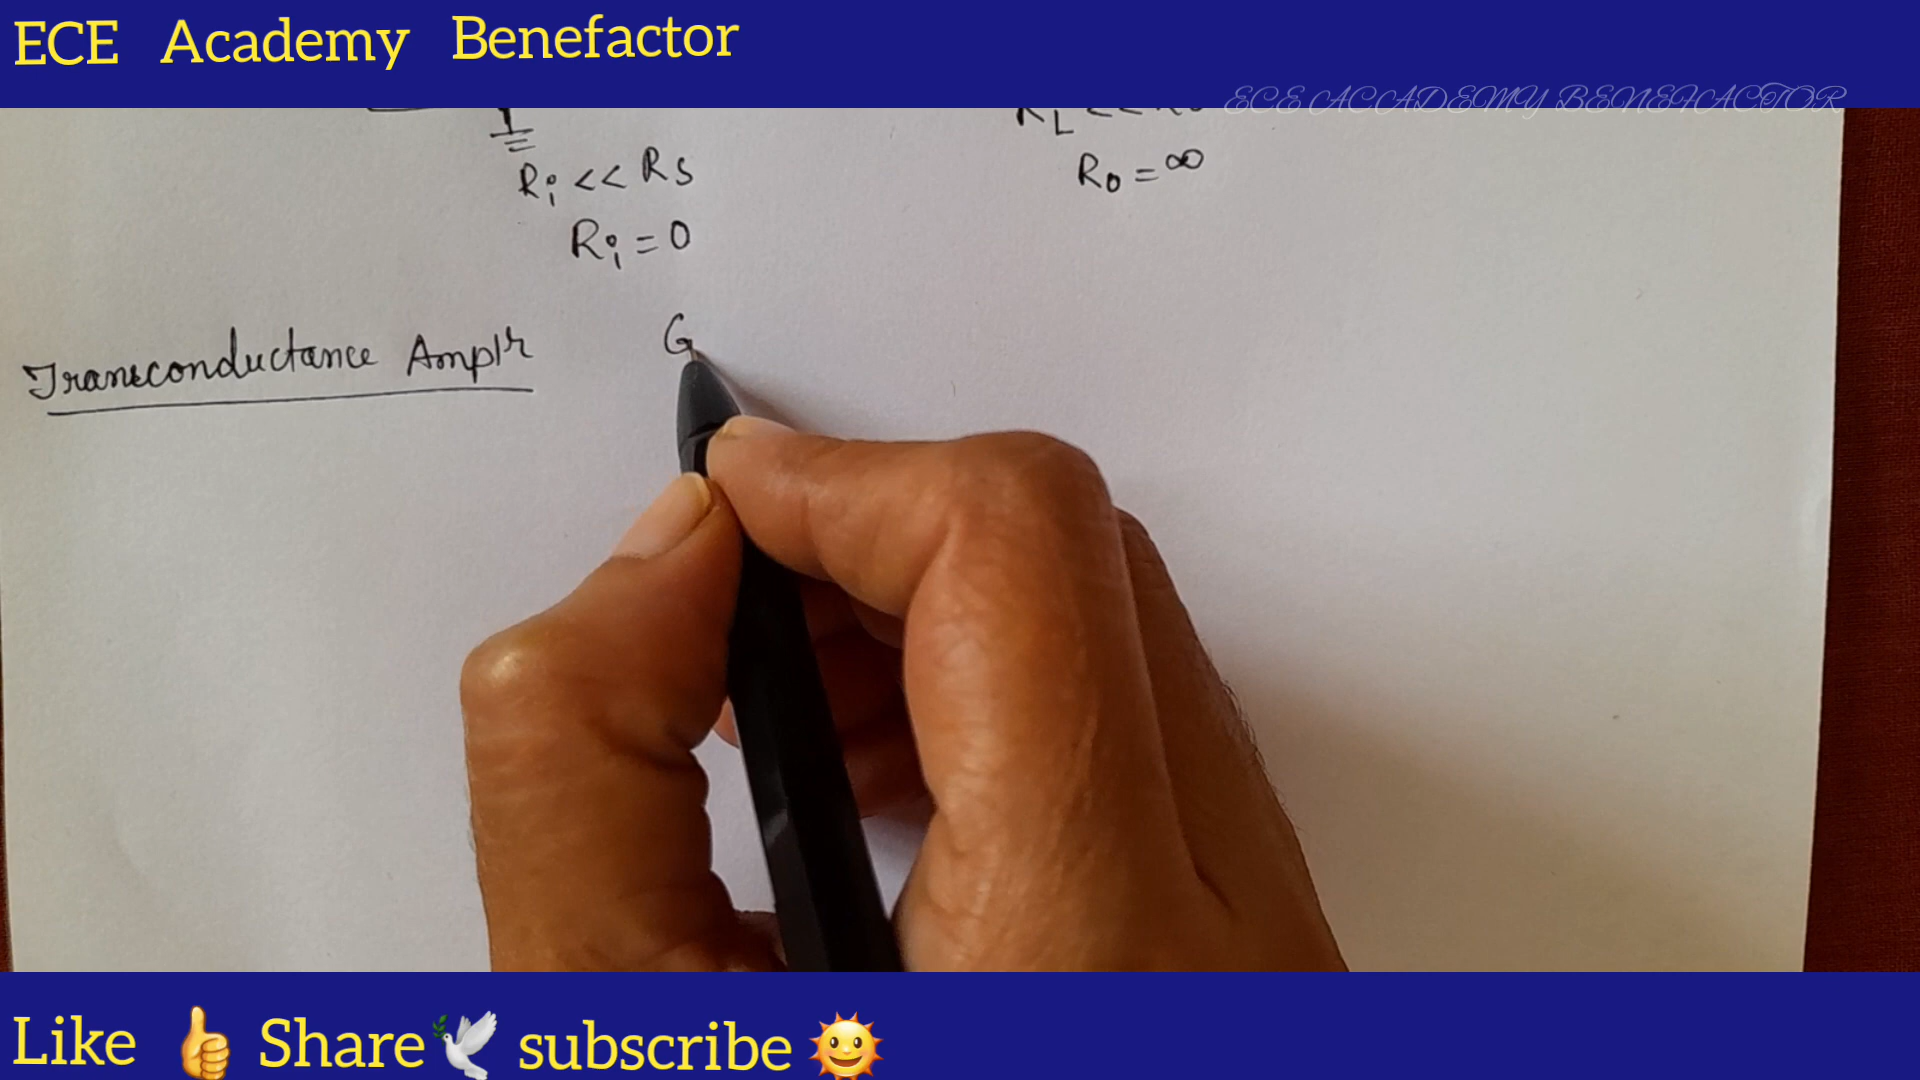 ECE Academy Benefactor
ECE ACCADEMY BENEFACTOR
Ri << Rs
Ro = ∞
Ri = 0
Transconductance Amplr G
Like 👍 Share 🕊 subscribe 🌞